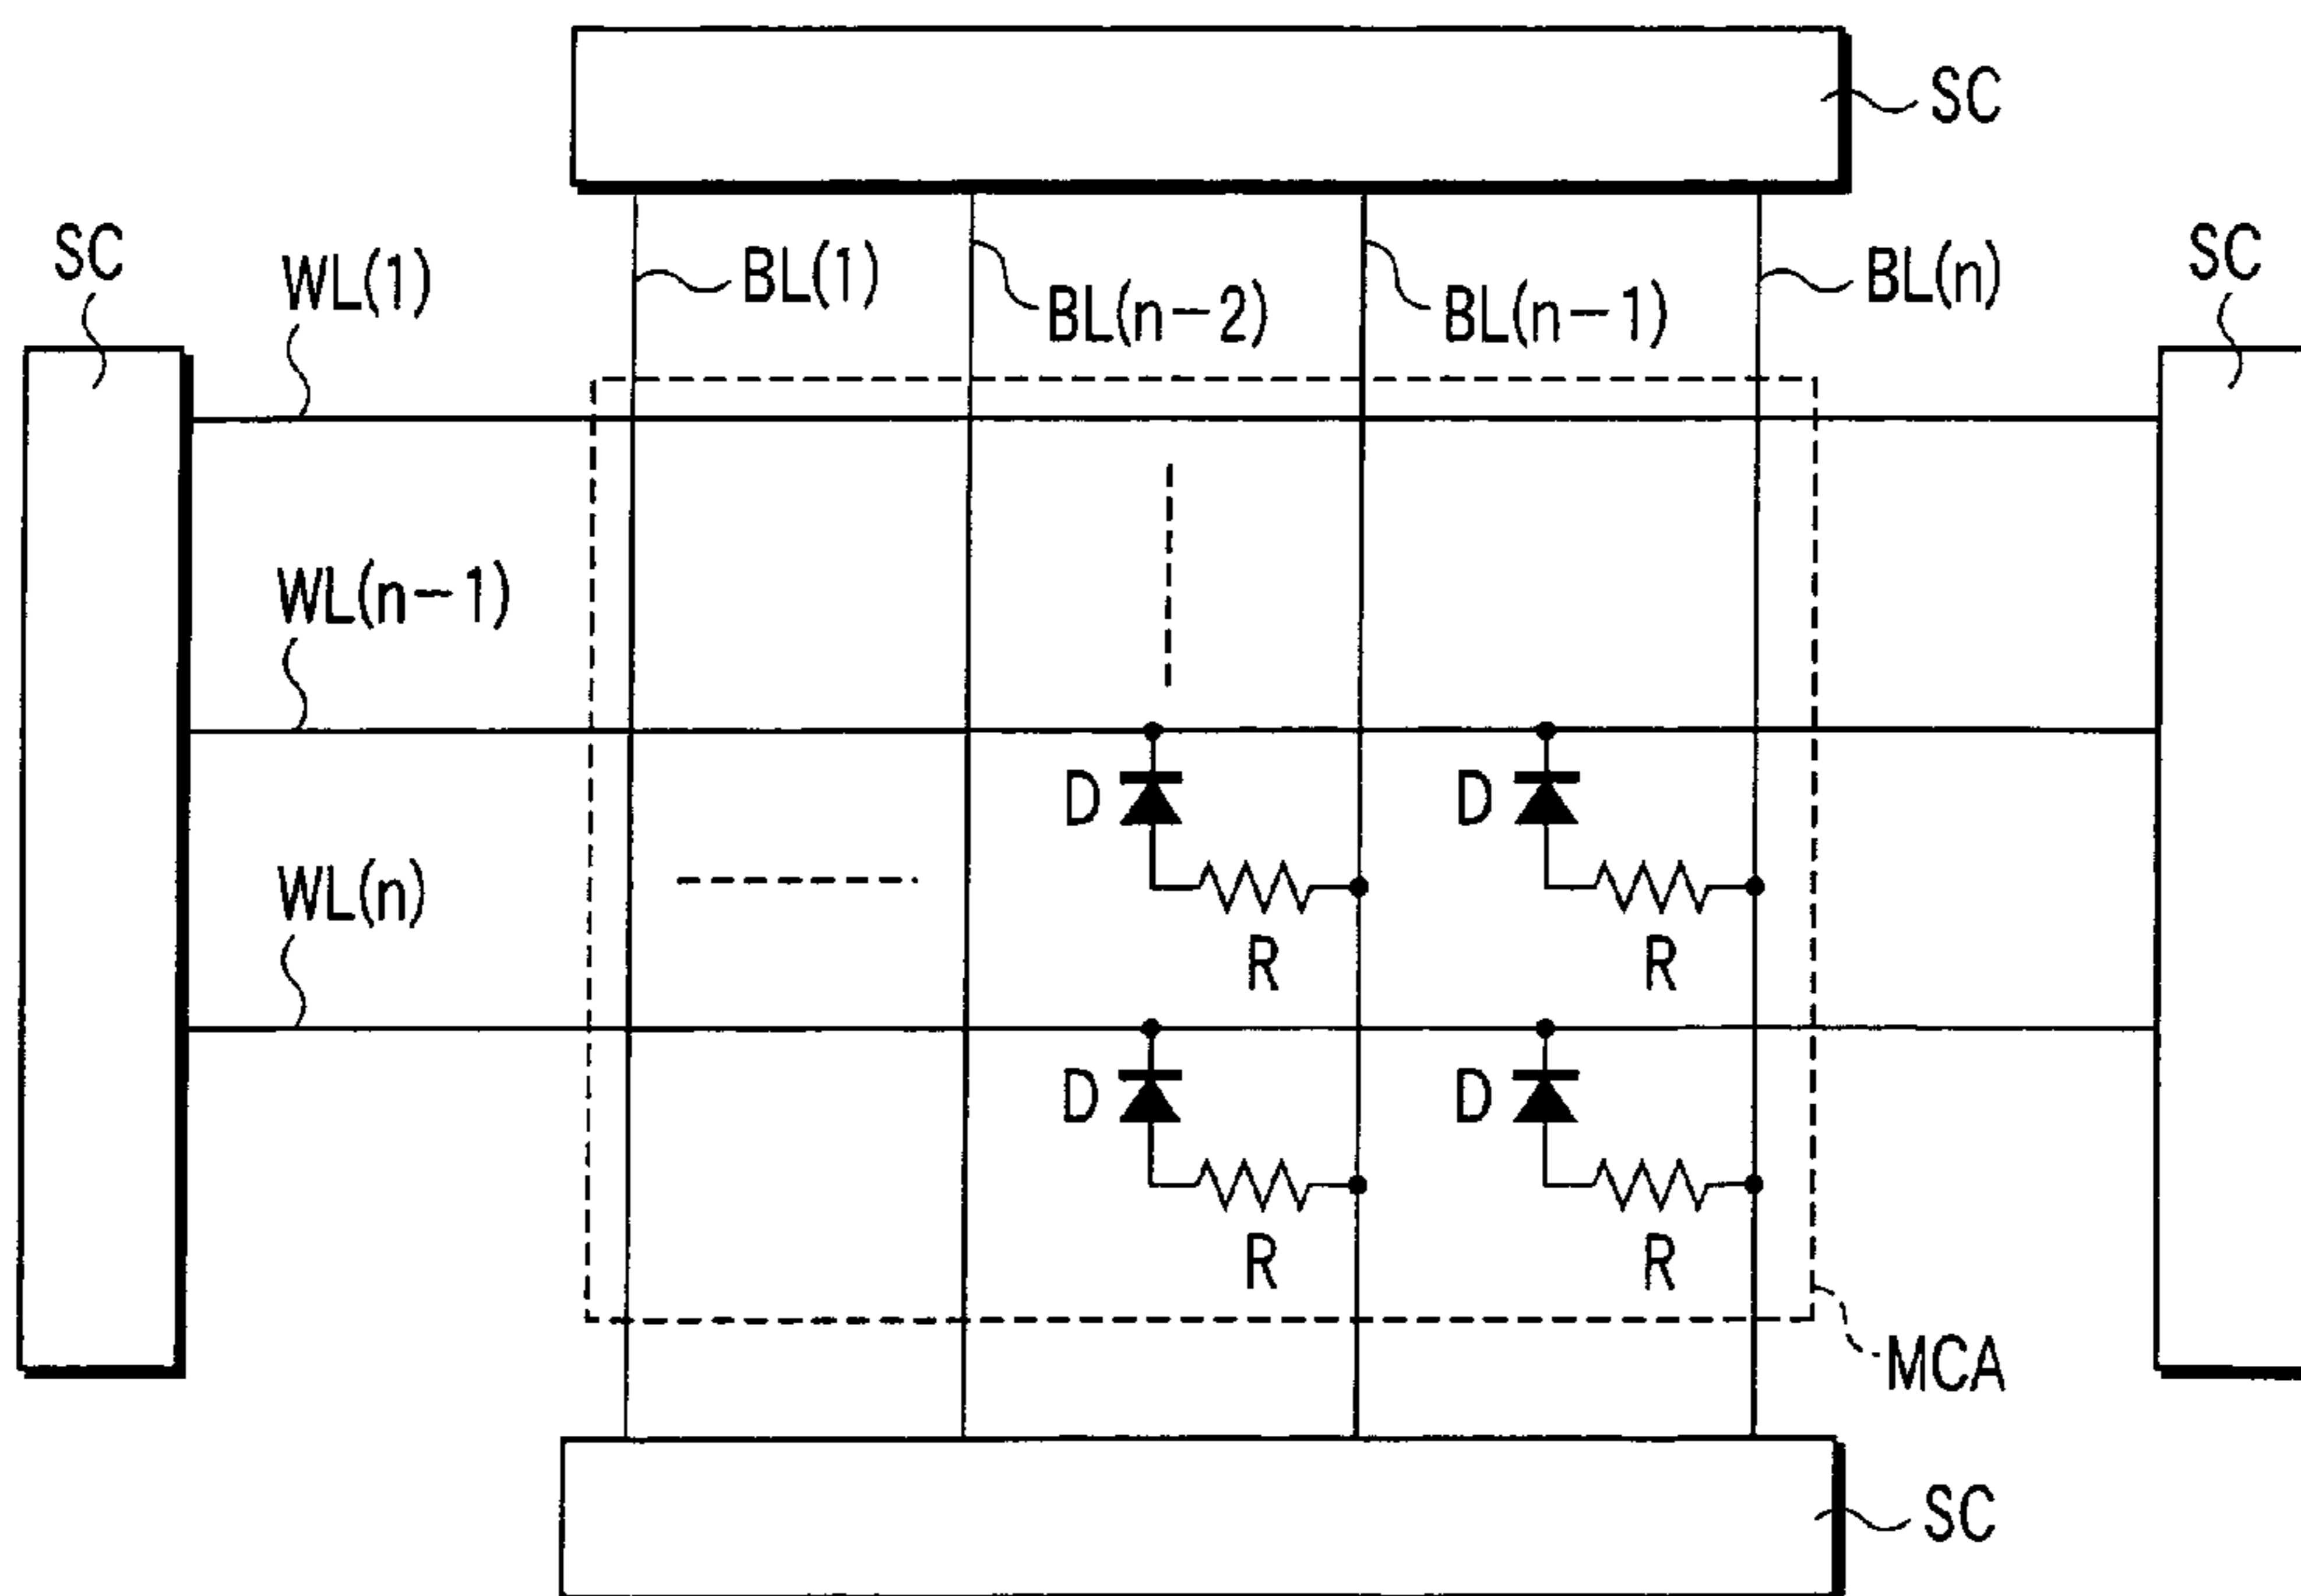 SC
SC
WL(1)
BL(1)
BL(n-2)
BL(n-1)
BL(n)
SC
WL(n-1)
D
D
WL(n)
R
R
D
D
R
R
MCA
SC